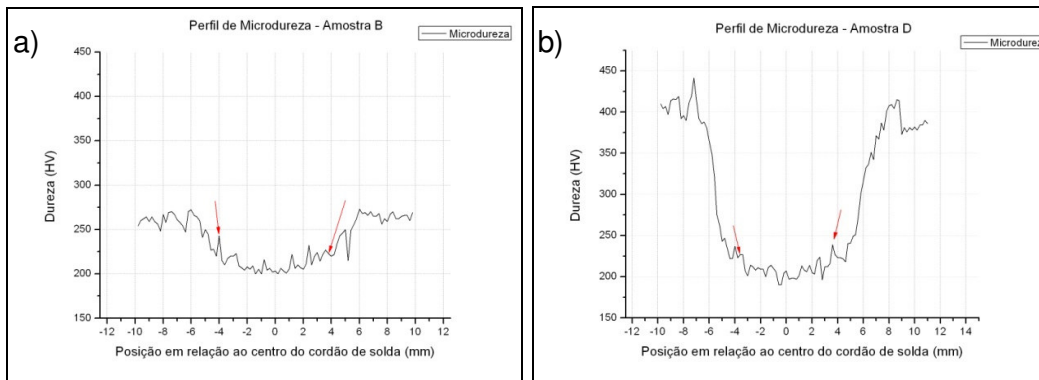 a)
Perfil de Microdureza - Amostra B
Microdureza
450
400
350
300
250
200
150
Dureza (HV)
-12 -10 -8 -6 -4 -2 0 2 4 6 8 10 12
Posição em relação ao centro do cordão de solda (mm)
b)
Perfil de Microdureza - Amostra D
Microdureza
450
400
350
300
250
200
150
Dureza (HV)
-12 -10 -8 -6 -4 -2 0 2 4 6 8 10 12 14
Posição em relação ao centro do cordão de solda (mm)